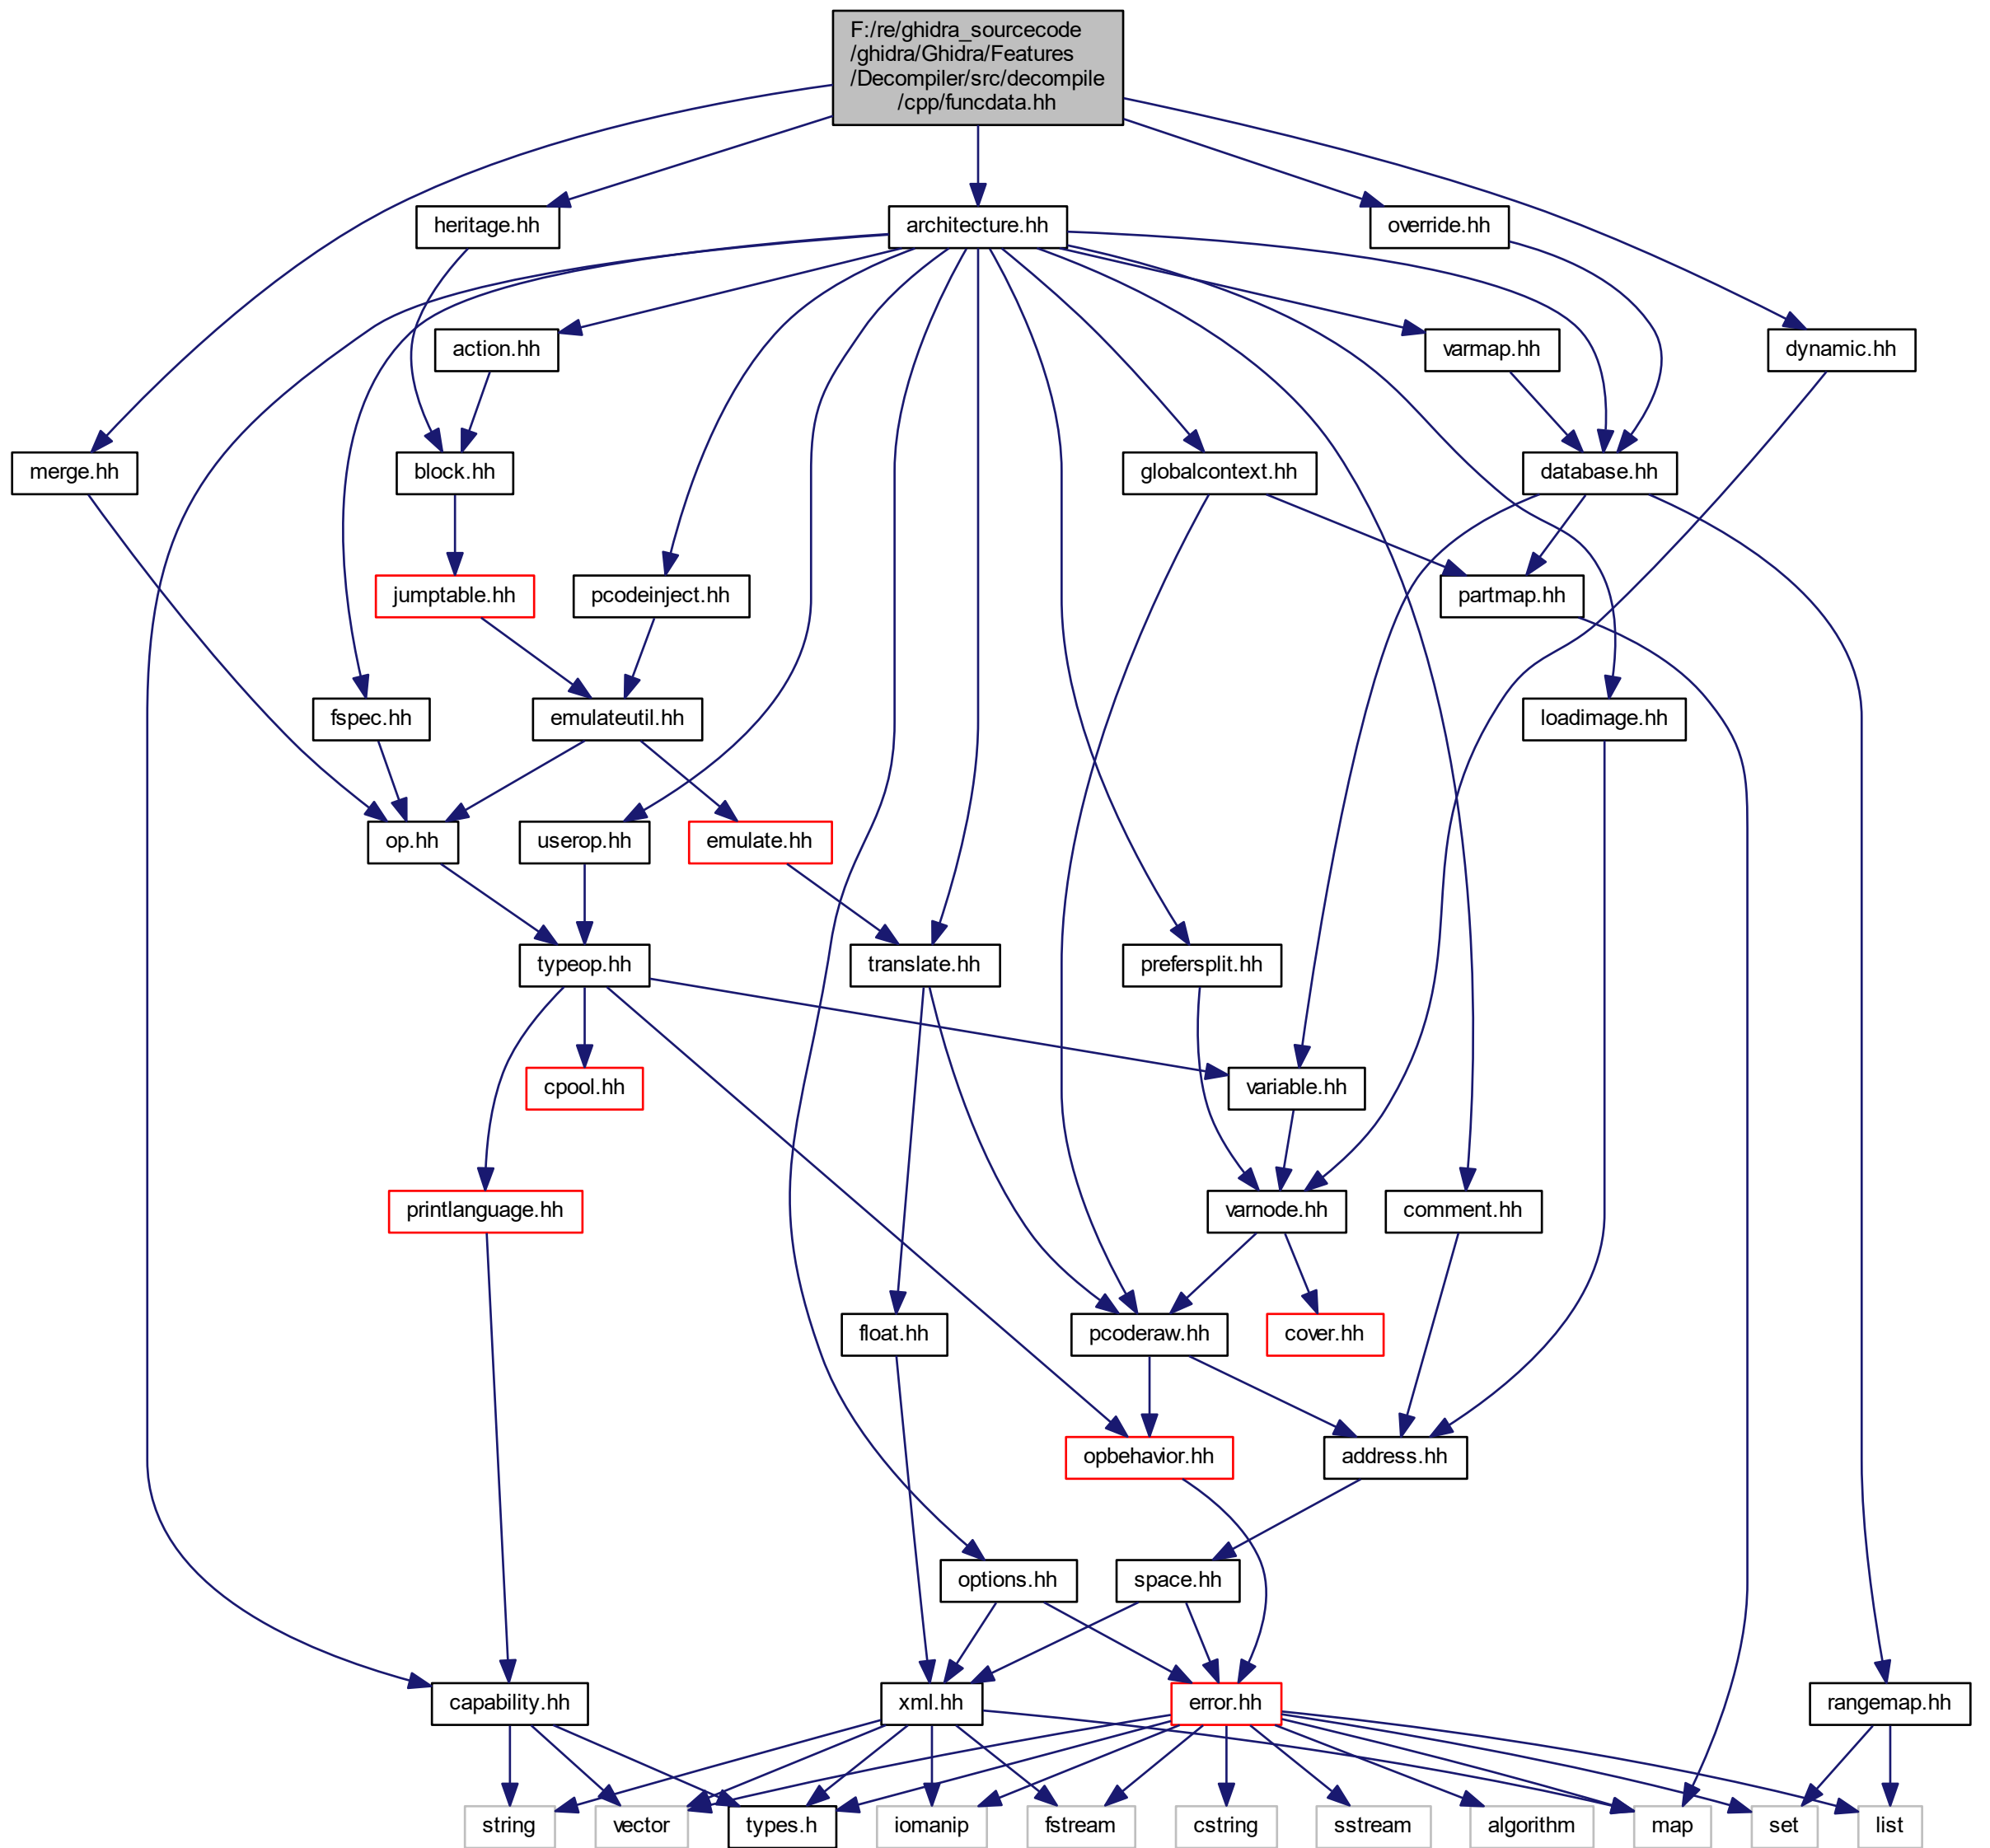 F:/re/ghidra_sourcecode
/ghidra/Ghidra/Features
/Decompiler/src/decompile
/cpp/funcdata.hh
heritage.hh
architecture.hh
override.hh
action.hh
varmap.hh
dynamic.hh
merge.hh
block.hh
globalcontext.hh
database.hh
jumptable.hh
pcodeinject.hh
partmap.hh
fspec.hh
emulateutil.hh
loadimage.hh
op.hh
userop.hh
emulate.hh
typeop.hh
translate.hh
prefersplit.hh
cpool.hh
variable.hh
printlanguage.hh
varnode.hh
comment.hh
float.hh
pcoderaw.hh
cover.hh
opbehavior.hh
address.hh
options.hh
space.hh
capability.hh
xml.hh
error.hh
rangemap.hh
string
vector
types.h
iomanip
fstream
cstring
sstream
algorithm
map
set
list